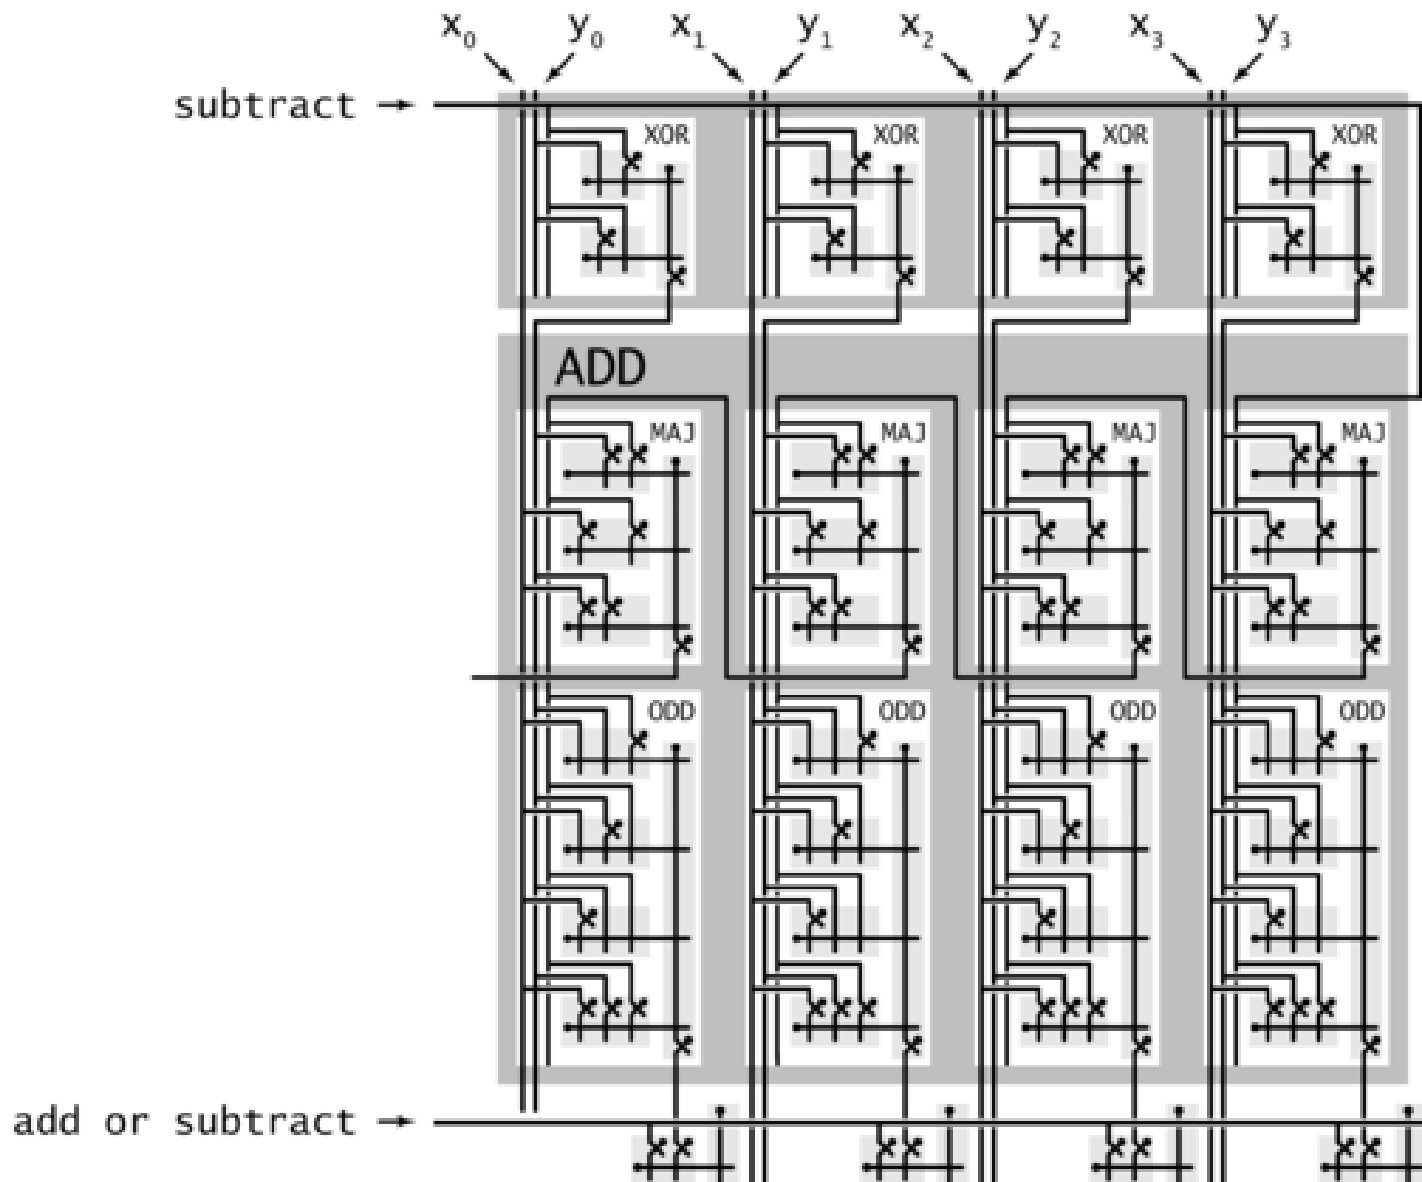 x₀ y₀ x₁ y₁ x₂ y₂ x₃ y₃
subtract
XOR XOR XOR XOR
ADD
MAJ MAJ MAJ MAJ
ODD ODD ODD ODD
add or subtract